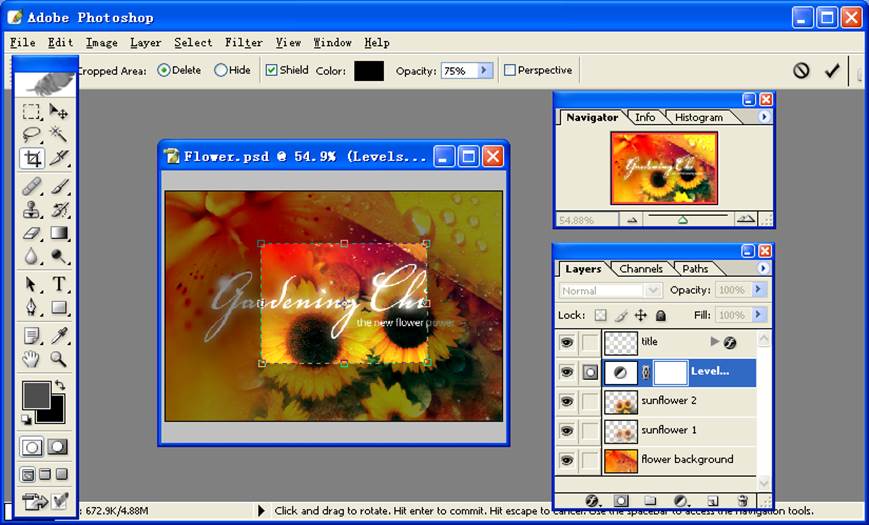 Adobe Photoshop
File Edit Image Layer Select Filter View Window Help
Cropped Area: Delete Hide Shield Color: Opacity: 75% Perspective
Navigator Info Histogram
54.88%
Flower.psd @ 54.9% (Levels...
Gardening Chi
the new flower power
Layers Channels Paths
Normal Opacity: 100%
Lock: Fill: 100%
title
Level...
sunflower 2
sunflower 1
flower background
: 672.9K/4.88M Click and drag to rotate. Hit enter to commit. Hit escape to cancel. Use the spacebar to access the navigation tools.